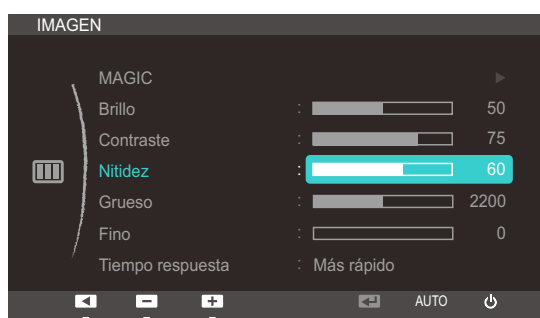 IMAGEN
MAGIC
Brillo : 50
Contraste : 75
Nitidez : 60
Grueso : 2200
Fino : 0
Tiempo respuesta : Más rápido
AUTO